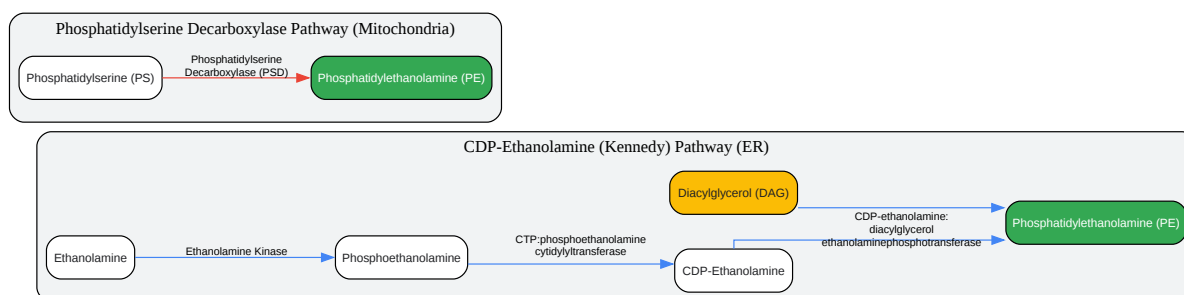 Phosphatidylserine Decarboxylase Pathway (Mitochondria)
Phosphatidylserine (PS)
Phosphatidylserine
Decarboxylase (PSD)
Phosphatidylethanolamine (PE)
CDP-Ethanolamine (Kennedy) Pathway (ER)
Diacylglycerol (DAG)
Phosphatidylethanolamine (PE)
Ethanolamine
Ethanolamine Kinase
Phosphoethanolamine
CTP:phosphoethanolamine
cytidylyltransferase
CDP-Ethanolamine
CDP-ethanolamine:
diacylglycerol
ethanolaminephosphotransferase